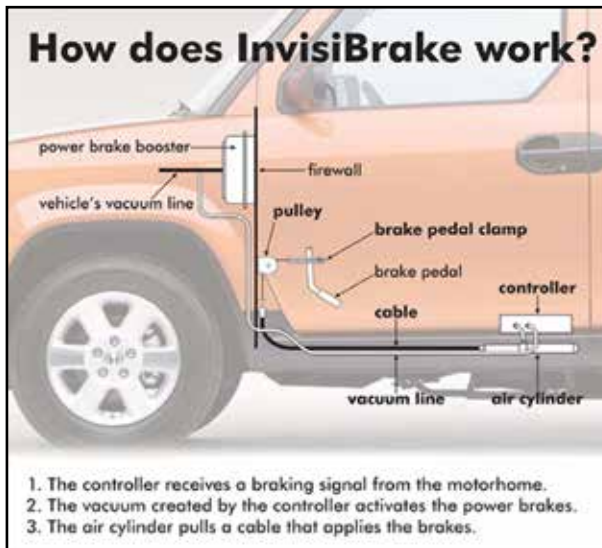 How does InvisiBrake work?
power brake booster
firewall
vehicle's vacuum line
pulley
brake pedal clamp
brake pedal
controller
cable
vacuum line
air cylinder
1. The controller receives a braking signal from the motorhome.
2. The vacuum created by the controller activates the power brakes.
3. The air cylinder pulls a cable that applies the brakes.